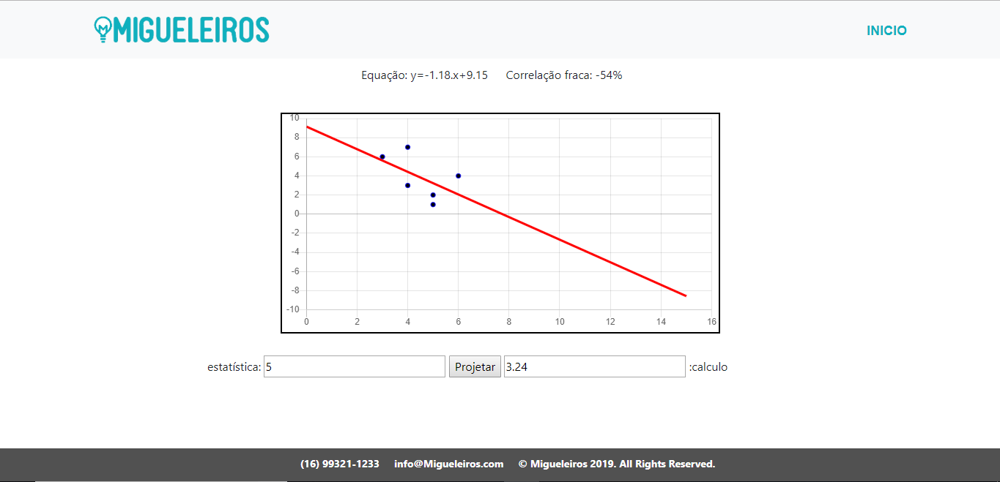 MIGUELEIROS
INICIO
Equação: y=-1.18.x+9.15 Correlação fraca: -54%
10
8
6
4
2
0
-2
-4
-6
-8
-10
0 2 4 6 8 10 12 14 16
estatística: 5 Projetar 3.24 :calculo
(16) 99321-1233 info@Migueleiros.com © Migueleiros 2019. All Rights Reserved.